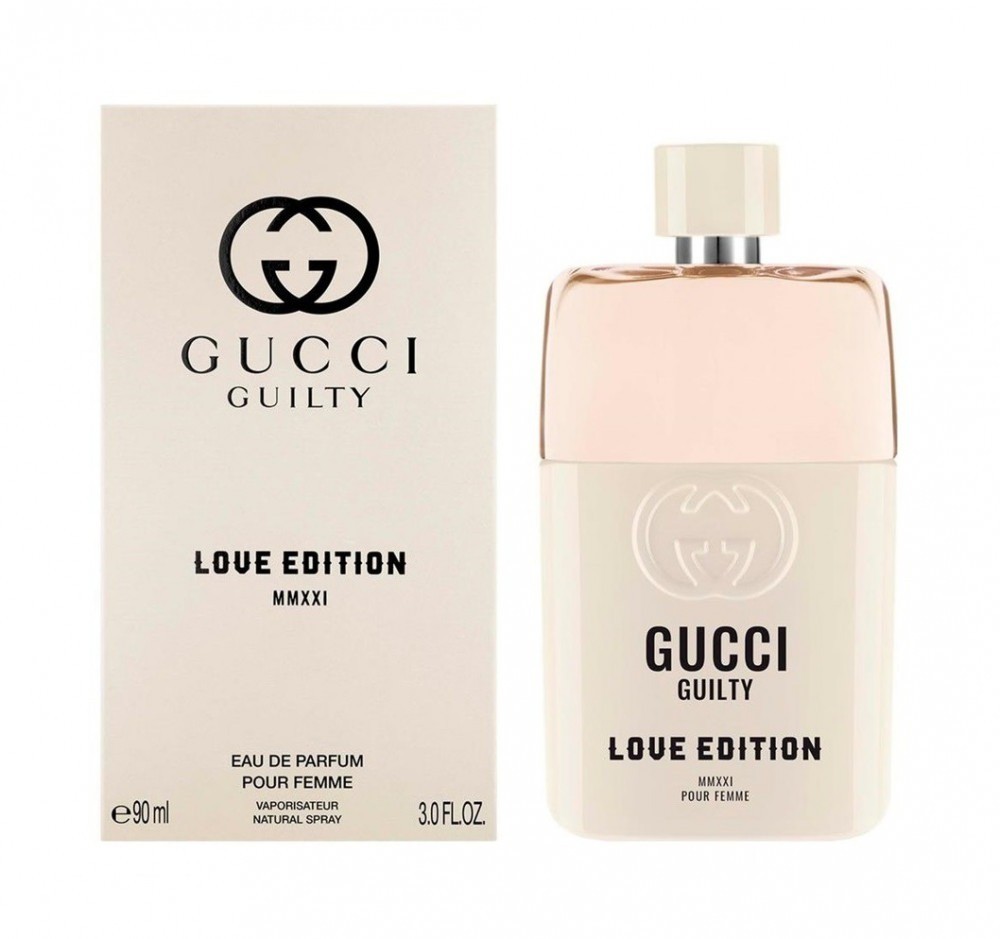 GUCCI
GUILTY
LOVE EDITION
MMXXI
EAU DE PARFUM
POUR FEMME
VAPORISATEUR
NATURAL SPRAY
e 90 ml
3.0 FL.OZ.
GUCCI
GUILTY
LOVE EDITION
MMXXI
POUR FEMME